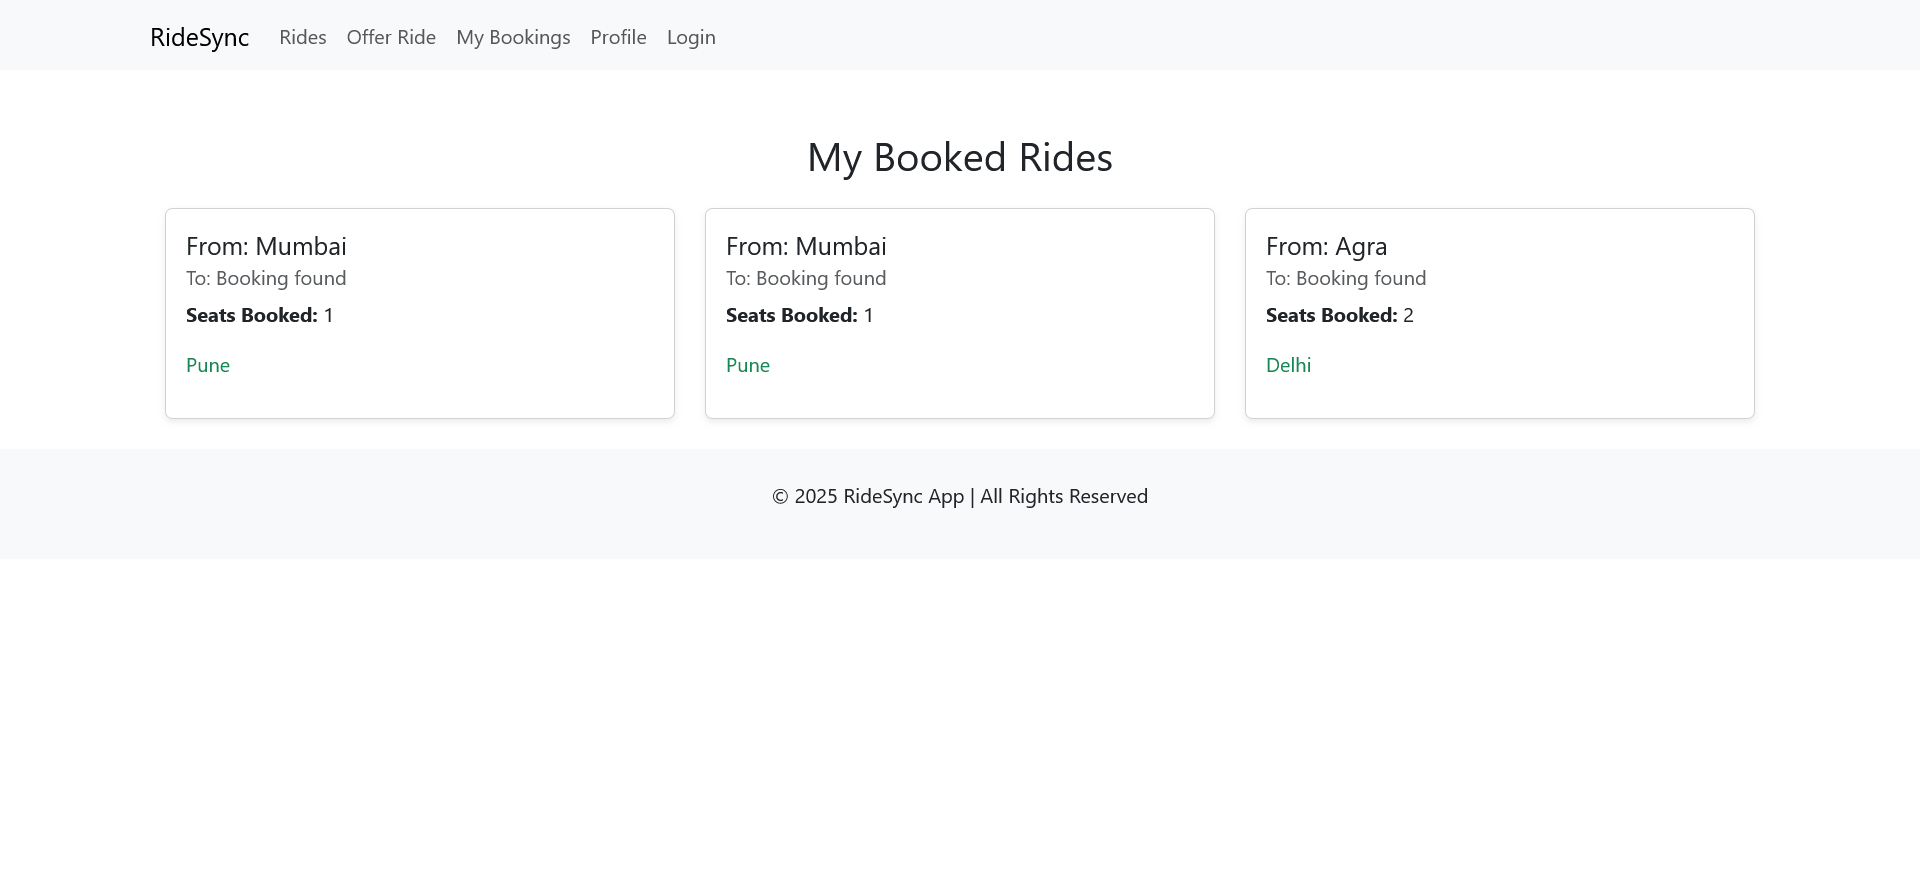 RideSync Rides Offer Ride My Bookings Profile Login
My Booked Rides
From: Mumbai
To: Booking found
Seats Booked: 1
Pune
From: Mumbai
To: Booking found
Seats Booked: 1
Pune
From: Agra
To: Booking found
Seats Booked: 2
Delhi
© 2025 RideSync App | All Rights Reserved